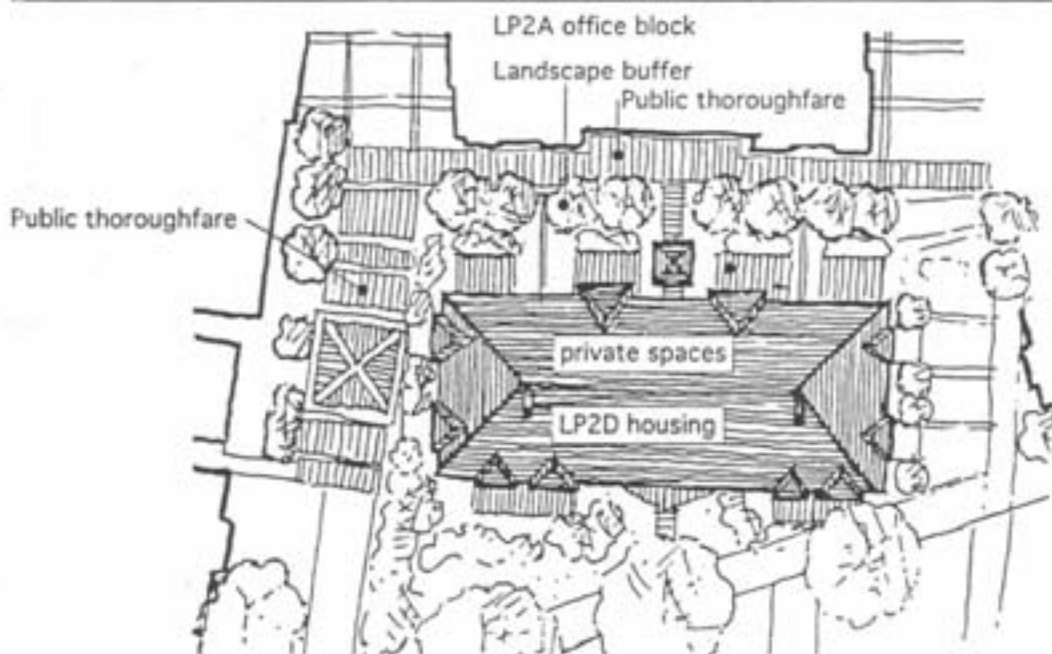 LP2A office block
Landscape buffer
Public thoroughfare
Public thoroughfare
private spaces
LP2D housing